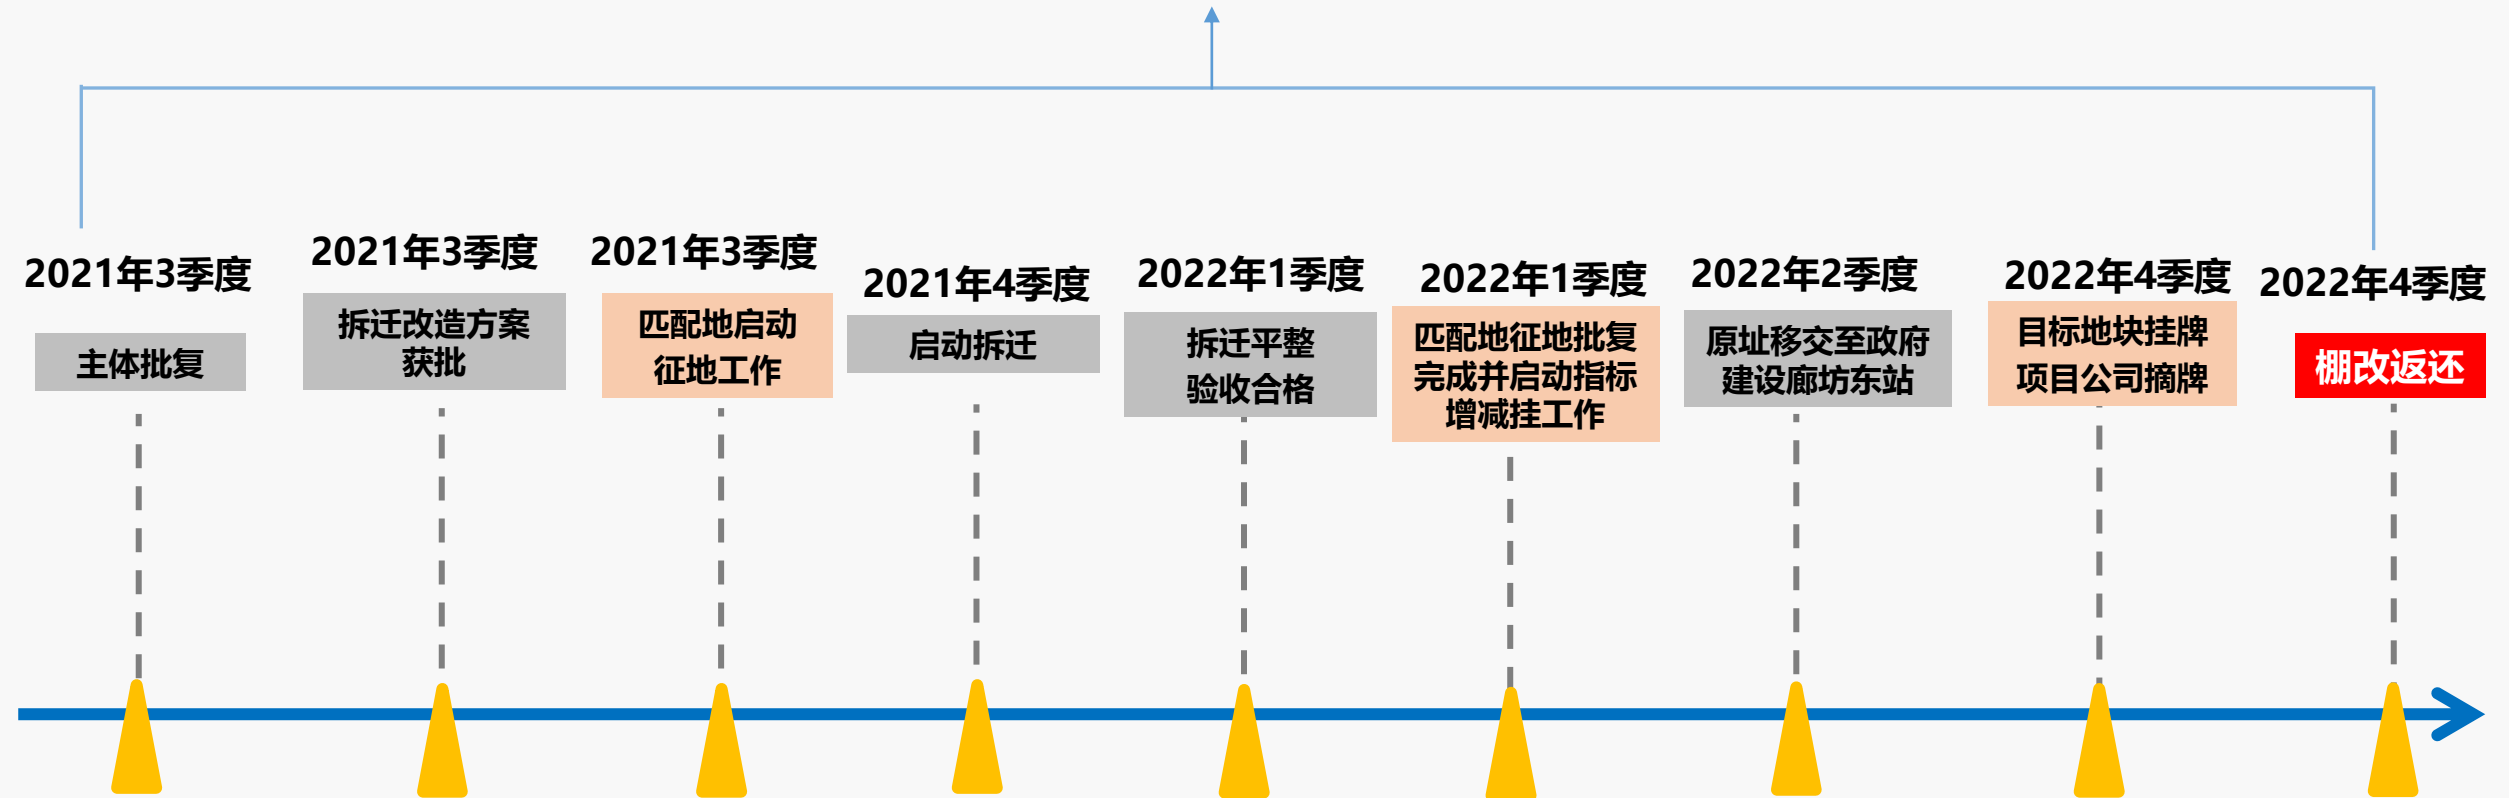 2021年3季度
主体批复
2021年3季度
拆迁改造方案
获批
2021年3季度
匹配地启动
征地工作
2021年4季度
启动拆迁
2022年1季度
拆迁平整
验收合格
2022年1季度
匹配地征地批复
完成并启动指标
增减挂工作
2022年2季度
原址移交至政府
建设廊坊东站
2022年4季度
目标地块挂牌
项目公司摘牌
2022年4季度
棚改返还